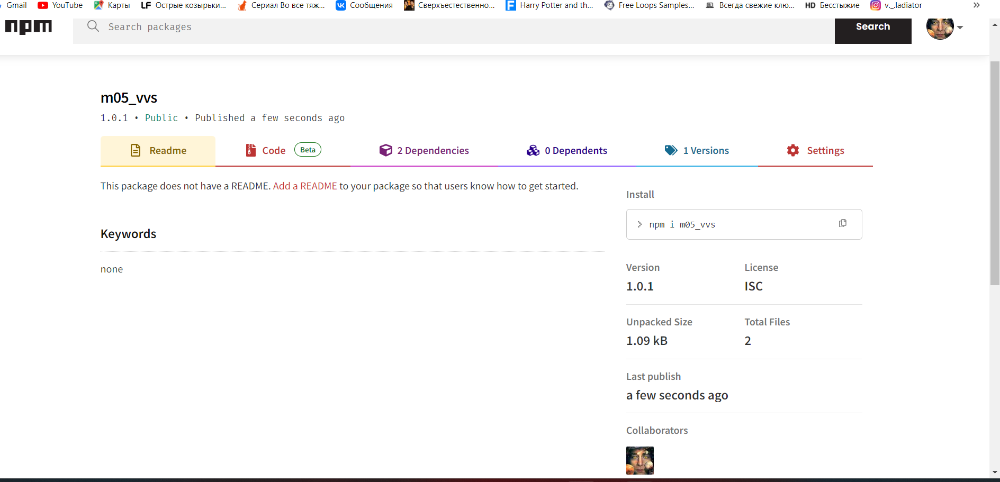 Gmail YouTube Карты LF Острые козырьки... Сериал Во все тяж... Сообщения Сверхъестественно... F Harry Potter and th... Free Loops Samples... Всегда свежие клю... HD Бесстыжие v._.ladiator »
npm Search packages Search
m05_vvs
1.0.1 • Public • Published a few seconds ago
Readme Code Beta 2 Dependencies 0 Dependents 1 Versions Settings
This package does not have a README. Add a README to your package so that users know how to get started.
Keywords
none
Install
> npm i m05_vvs
Version License
1.0.1 ISC
Unpacked Size Total Files
1.09 kB 2
Last publish
a few seconds ago
Collaborators